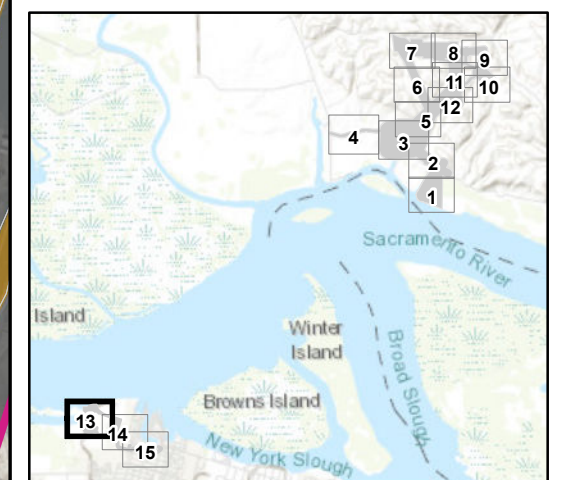 7 8 9
6 11 10
12
5
4 3
2
1
Sacramento River
Island
Winter
Island
Broad Slough
Browns Island
13
14
15
New York Slough